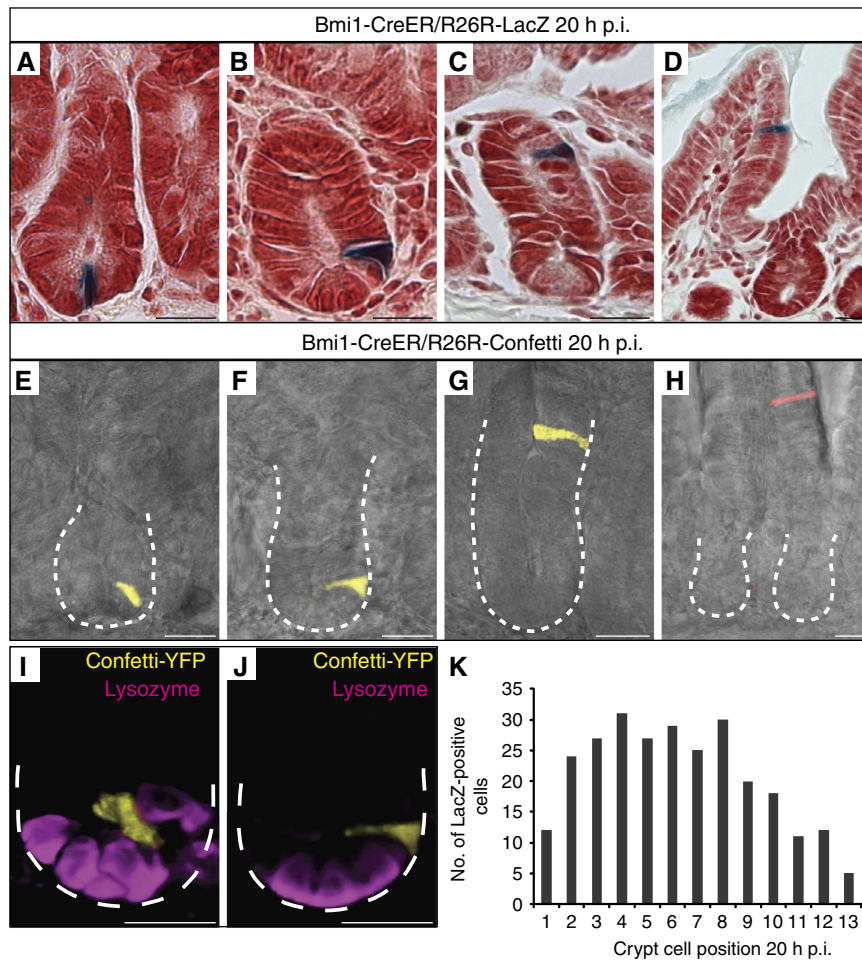 Bmi1-CreER/R26R-LacZ 20 h p.i.
A
B
C
D
Bmi1-CreER/R26R-Confetti 20 h p.i.
E
F
G
H
I
Confetti-YFP
Lysozyme
J
Confetti-YFP
Lysozyme
K
No. of LacZ-positive
cells
35
30
25
20
15
10
5
0
1 2 3 4 5 6 7 8 9 10 11 12 13
Crypt cell position 20 h p.i.